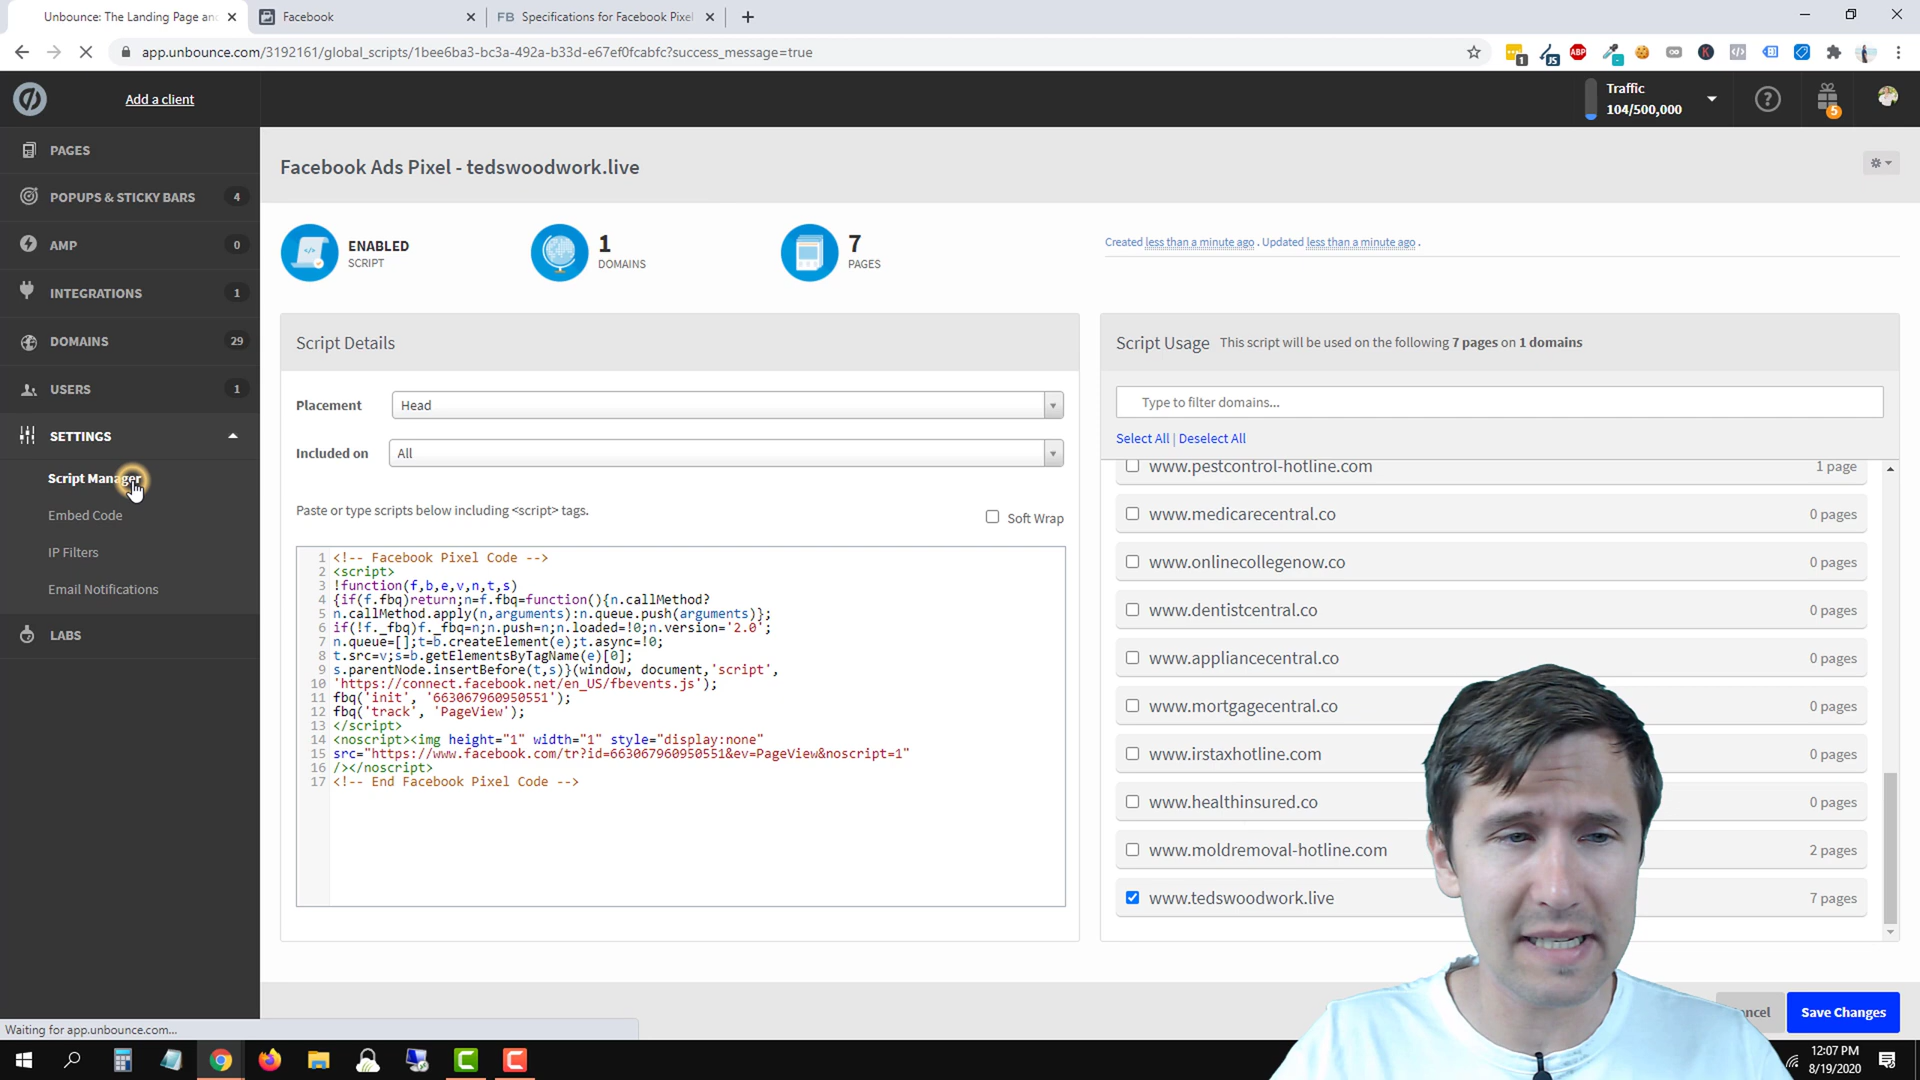 Unbounce: The Landing Page an
Facebook
FB Specifications for Facebook Pixel
app.unbounce.com/3192161/global_scripts/1bee6ba3-bc3a-492a-b33d-e67ef0fcabfc?success_message=true
1
JS
ABP
Add a client
Traffic
104/500,000
?
5
PAGES
POPUPS & STICKY BARS 4
AMP 0
INTEGRATIONS 1
DOMAINS 29
USERS 1
SETTINGS
Script Manager
Embed Code
IP Filters
Email Notifications
LABS
Facebook Ads Pixel - tedswoodwork.live
ENABLED
SCRIPT
1
DOMAINS
7
PAGES
Created less than a minute ago . Updated less than a minute ago .
Script Details
Placement Head
Included on All
Paste or type scripts below including <script> tags.
Soft Wrap
1 <!-- Facebook Pixel Code -->
2 <script>
3 !function(f,b,e,v,n,t,s)
4 {if(f.fbq)return;n=f.fbq=function(){n.callMethod?
5 n.callMethod.apply(n,arguments):n.queue.push(arguments)};
6 if(!f._fbq)f._fbq=n;n.push=n;n.loaded=!0;n.version='2.0';
7 n.queue=[];t=b.createElement(e);t.async=!0;
8 t.src=v;s=b.getElementsByTagName(e)[0];
9 s.parentNode.insertBefore(t,s)}(window, document,'script',
10 'https://connect.facebook.net/en_US/fbevents.js');
11 fbq('init', '663067960950551');
12 fbq('track', 'PageView');
13 </script>
14 <noscript><img height="1" width="1" style="display:none"
15 src="https://www.facebook.com/tr?id=663067960950551&ev=PageView&noscript=1"
16 /></noscript>
17 <!-- End Facebook Pixel Code -->
Script Usage This script will be used on the following 7 pages on 1 domains
Type to filter domains...
Select All | Deselect All
www.pestcontrol-hotline.com 1 page
www.medicarecentral.co 0 pages
www.onlinecollegenow.co 0 pages
www.dentistcentral.co 0 pages
www.appliancecentral.co 0 pages
www.mortgagecentral.co 0 pages
www.irstaxhotline.com 0 pages
www.healthinsured.co 0 pages
www.moldremoval-hotline.com 2 pages
www.tedswoodwork.live 7 pages
ncel
Save Changes
Waiting for app.unbounce.com...
12:07 PM
8/19/2020